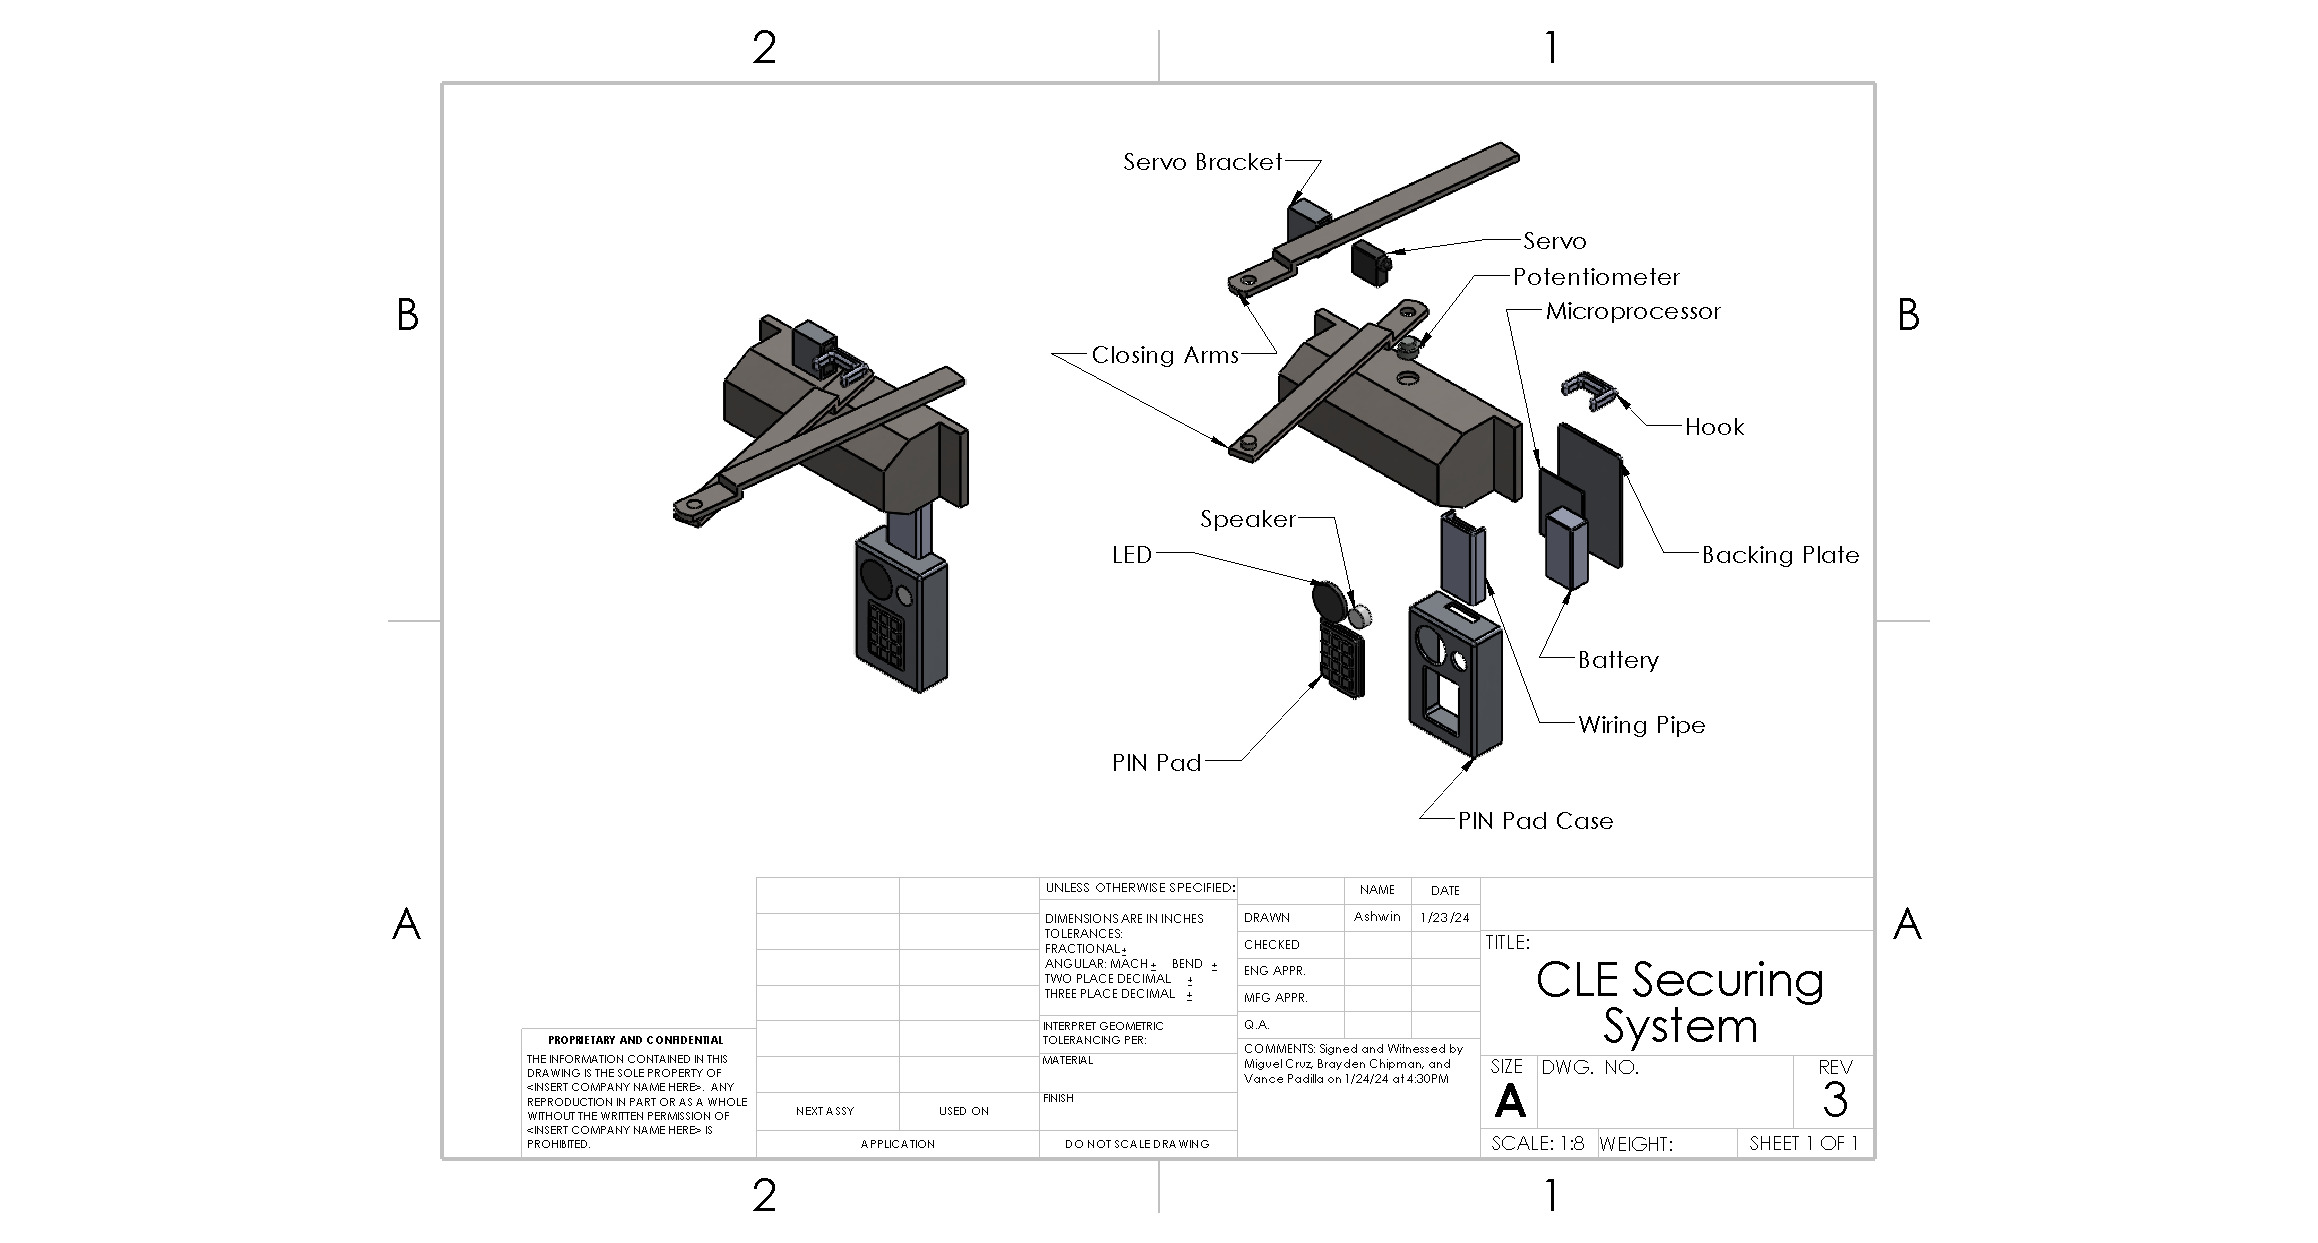 2
1
B
B
A
A
2
1
Servo Bracket
Servo
Potentiometer
Microprocessor
Closing Arms
Hook
Speaker
LED
Backing Plate
Battery
Wiring Pipe
PIN Pad
PIN Pad Case
PROPRIETARY AND CONFIDENTIAL
THE INFORMATION CONTAINED IN THIS
DRAWING IS THE SOLE PROPERTY OF
<INSERT COMPANY NAME HERE>. ANY
REPRODUCTION IN PART OR AS A WHOLE
WITHOUT THE WRITTEN PERMISSION OF
<INSERT COMPANY NAME HERE> IS
PROHIBITED.
NEXT ASSY
USED ON
APPLICATION
UNLESS OTHERWISE SPECIFIED:
DIMENSIONS ARE IN INCHES
TOLERANCES:
FRACTIONAL ±
ANGULAR: MACH ± BEND ±
TWO PLACE DECIMAL ±
THREE PLACE DECIMAL ±
INTERPRET GEOMETRIC
TOLERANCING PER:
MATERIAL
FINISH
DO NOT SCALE DRAWING
NAME DATE
DRAWN Ashwin 1/23/24
CHECKED
ENG APPR.
MFG APPR.
Q.A.
COMMENTS: Signed and Witnessed by
Miguel Cruz, Brayden Chipman, and
Vance Padilla on 1/24/24 at 4:30PM
TITLE:
CLE Securing
System
SIZE DWG. NO. REV
A 3
SCALE: 1:8 WEIGHT: SHEET 1 OF 1